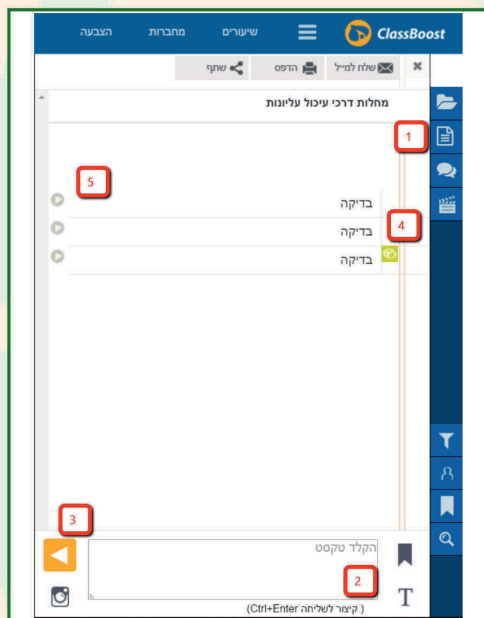 ClassBoost שיעורים מחברות הצבעה
שלח למייל הדפס שתף
מחלות דרכי עיכול עליונות
1
5
בדיקה
4
בדיקה
בדיקה
3
הקלד טקסט
2
T
(קיצור לשליחה Ctrl+Enter)